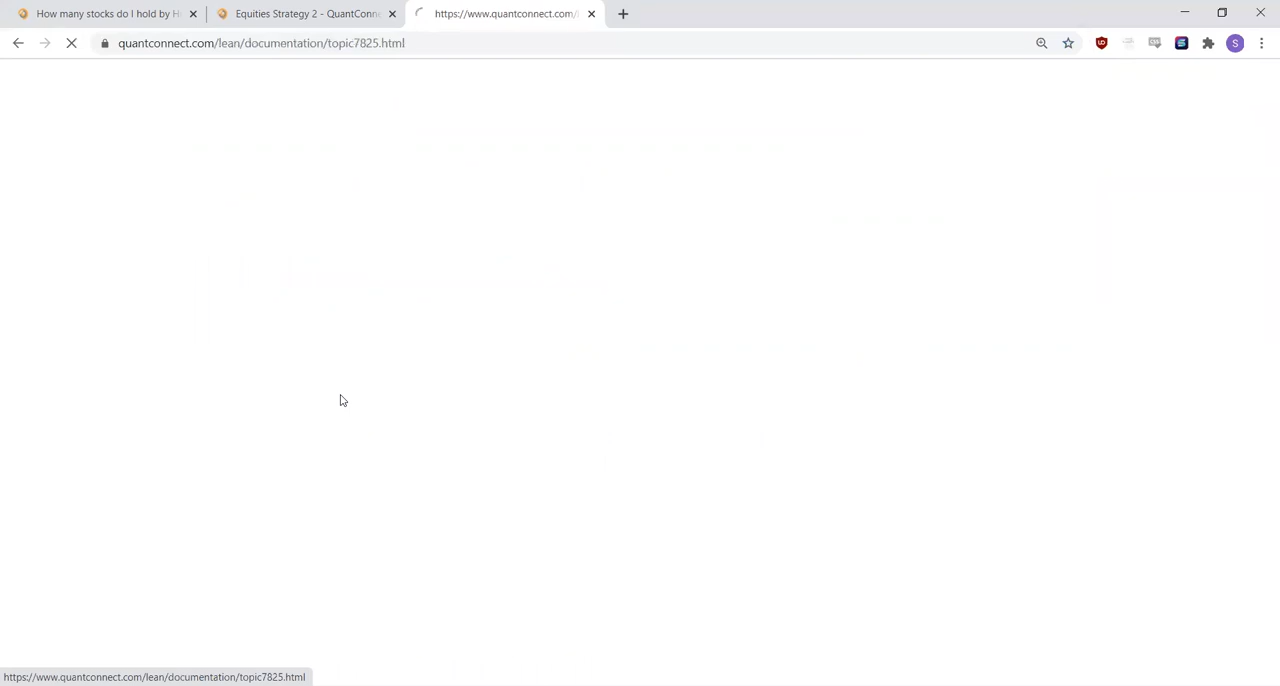 How many stocks do I hold by H
Equities Strategy 2 - QuantConne
https://www.quantconnect.com/l
quantconnect.com/lean/documentation/topic7825.html
S
https://www.quantconnect.com/lean/documentation/topic7825.html